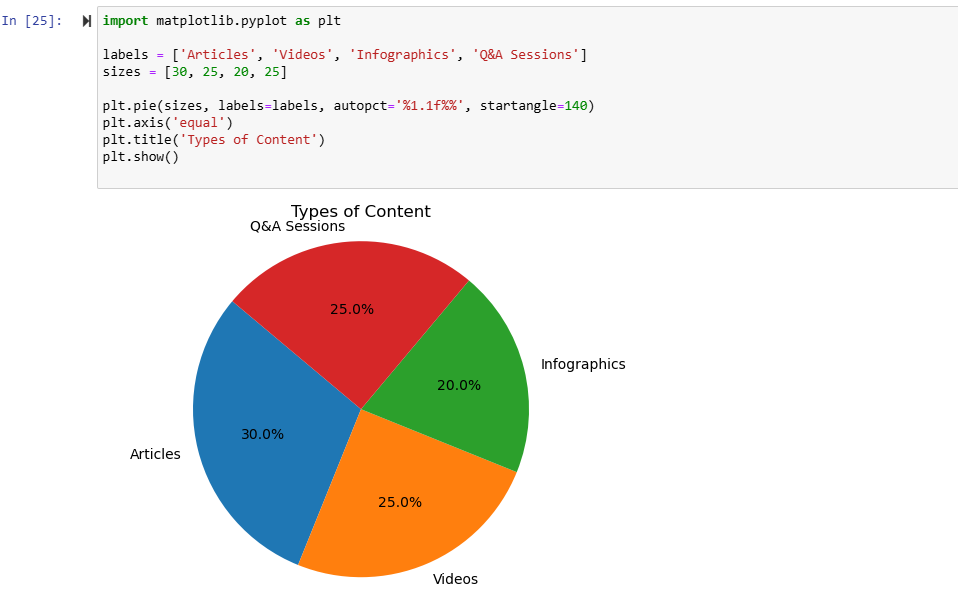 In [25]:
import matplotlib.pyplot as plt
labels = ['Articles', 'Videos', 'Infographics', 'Q&A Sessions']
sizes = [30, 25, 20, 25]
plt.pie(sizes, labels=labels, autopct='%1.1f%%', startangle=140)
plt.axis('equal')
plt.title('Types of Content')
plt.show()
Types of Content
Q&A Sessions
25.0%
Infographics
20.0%
30.0%
Articles
25.0%
Videos